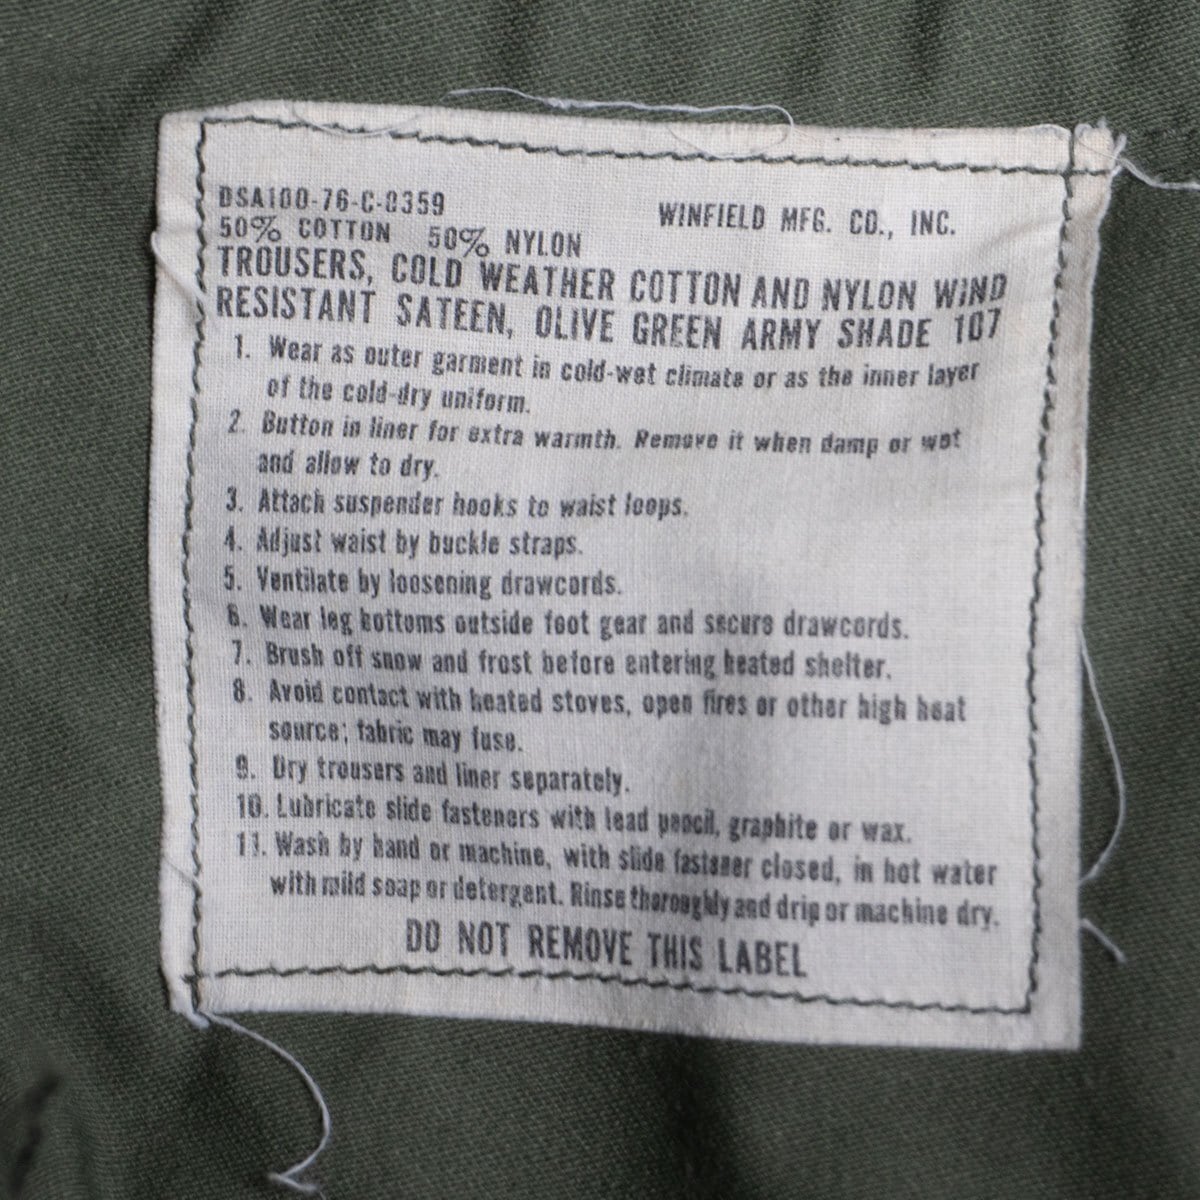 DSA100-76-C-0359
WINFIELD MFG. CO., INC.
50% COTTON 50% NYLON
TROUSERS, COLD WEATHER COTTON AND NYLON WIND
RESISTANT SATEEN, OLIVE GREEN ARMY SHADE 107
1. Wear as outer garment in cold-wet climate or as the inner layer
of the cold-dry uniform.
2. Button in liner for extra warmth. Remove it when damp or wet
and allow to dry.
3. Attach suspender hooks to waist loops.
4. Adjust waist by buckle straps.
5. Ventilate by loosening drawcords.
6. Wear leg bottoms outside foot gear and secure drawcords.
7. Brush off snow and frost before entering heated shelter.
8. Avoid contact with heated stoves, open fires or other high heat
source; fabric may fuse.
9. Dry trousers and liner separately.
10. Lubricate slide fasteners with lead pencil, graphite or wax.
11. Wash by hand or machine, with slide fastener closed, in hot water
with mild soap or detergent. Rinse thoroughly and drip or machine dry.
DO NOT REMOVE THIS LABEL